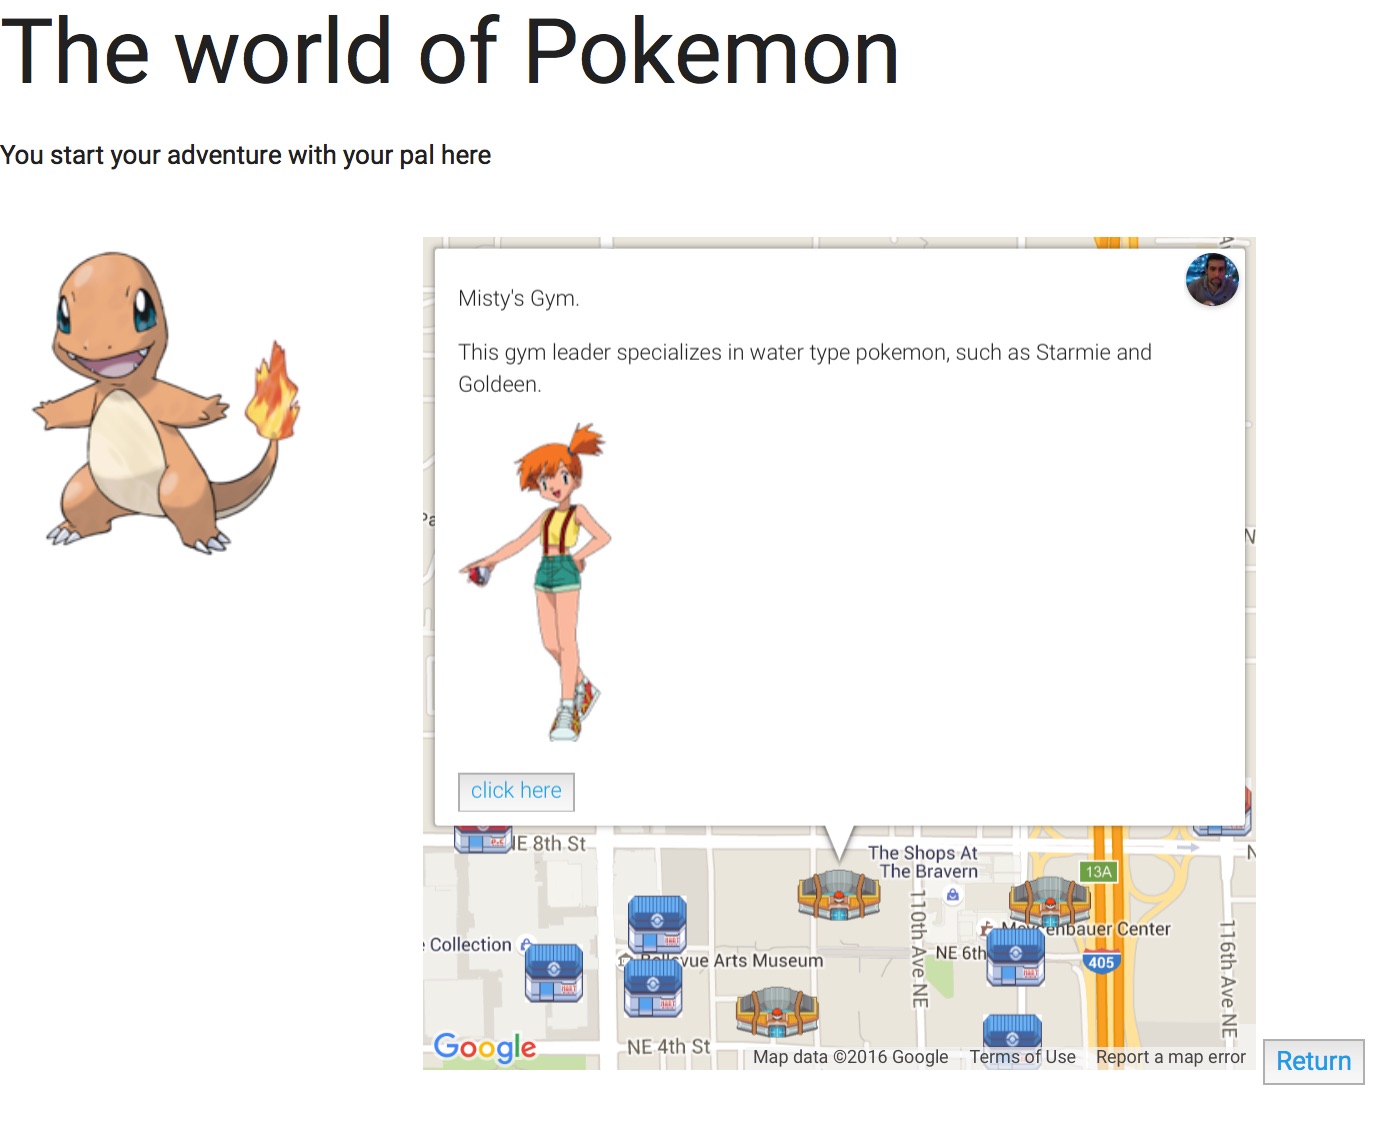 The world of Pokemon
You start your adventure with your pal here
Misty's Gym.
This gym leader specializes in water type pokemon, such as Starmie and
Goldeen.
click here
NE 8th St
The Shops At
The Bravern
13A
110th Ave NE
Center
Collection
Arts Museum
NE 6th
405
116th Ave NE
Google
NE 4th St
Map data ©2016 Google
Terms of Use
Report a map error
Return